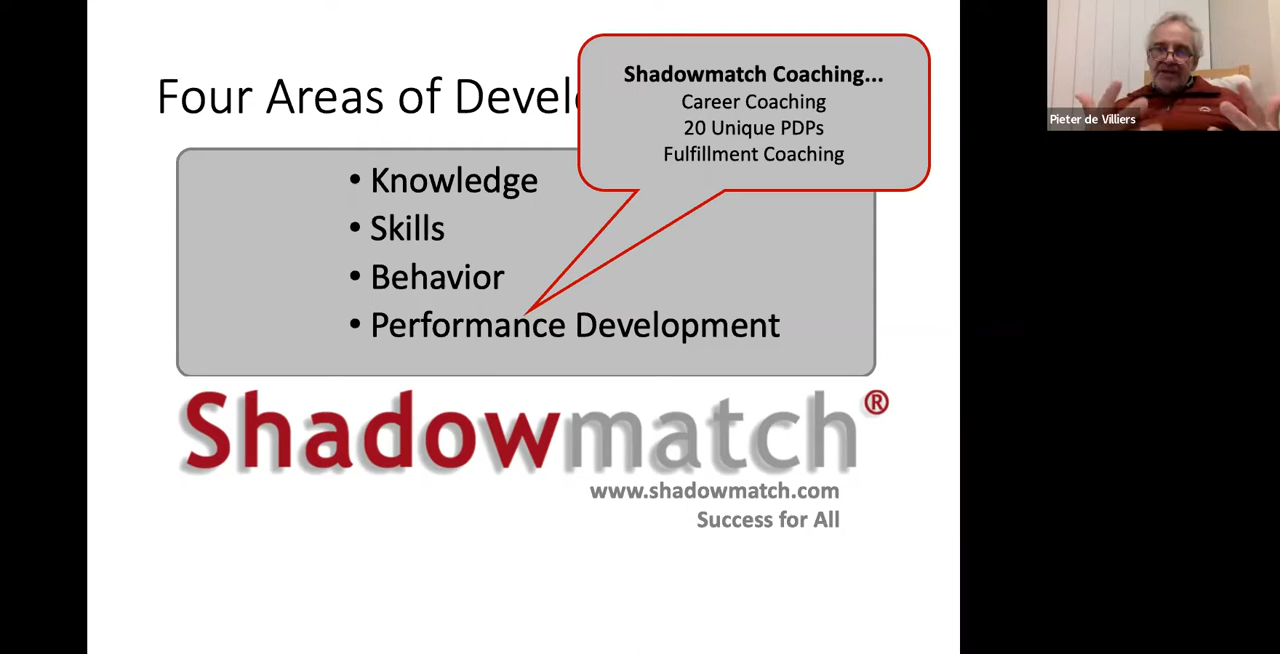 Four Areas of Devel
Shadowmatch Coaching...
Career Coaching
20 Unique PDPs
Fulfillment Coaching
• Knowledge
• Skills
• Behavior
• Performance Development
Shadowmatch®
www.shadowmatch.com
Success for All
Pieter de Villiers